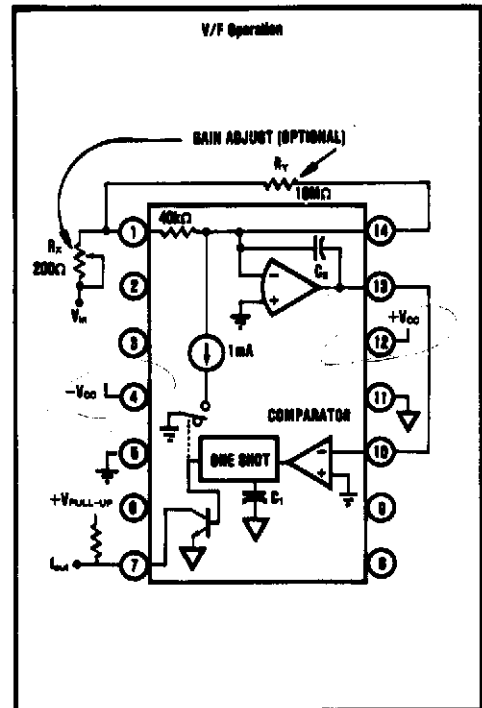 V/F Operation
GAIN ADJUST (OPTIONAL)
RY
10MΩ
1
40kΩ
14
RX
200Ω
CB
2
13
VIN
+VCC
3
12
1mA
-VCC
4
11
COMPARATOR
5
10
ONE SHOT
+VPULL-UP
6
C1
9
fOUT
7
8